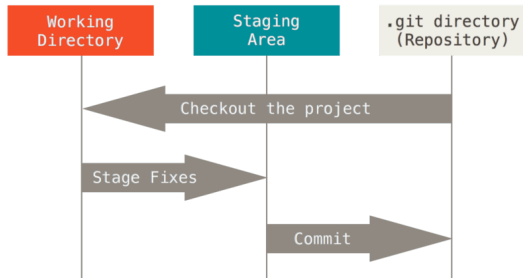 Working
Directory
Staging
Area
.git directory
(Repository)
Checkout the project
Stage Fixes
Commit